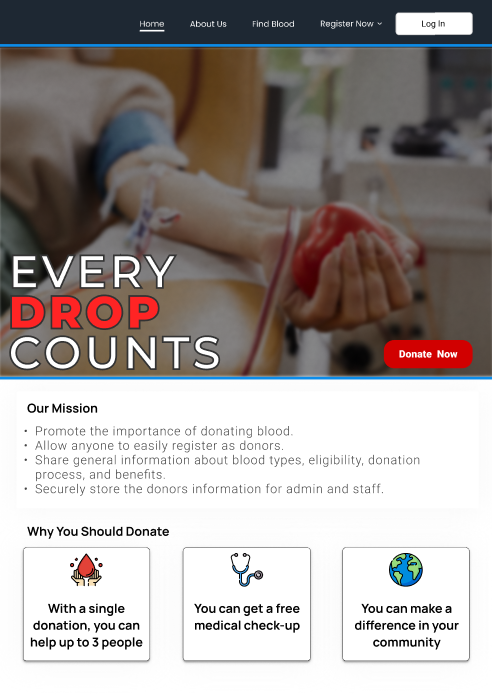 Home About Us Find Blood Register Now Log In
EVERY
DROP
COUNTS
Donate Now
Our Mission
• Promote the importance of donating blood.
• Allow anyone to easily register as donors.
• Share general information about blood types, eligibility, donation
process, and benefits.
• Securely store the donors information for admin and staff.
Why You Should Donate
With a single
donation, you can
help up to 3 people
You can get a free
medical check-up
You can make a
difference in your
community